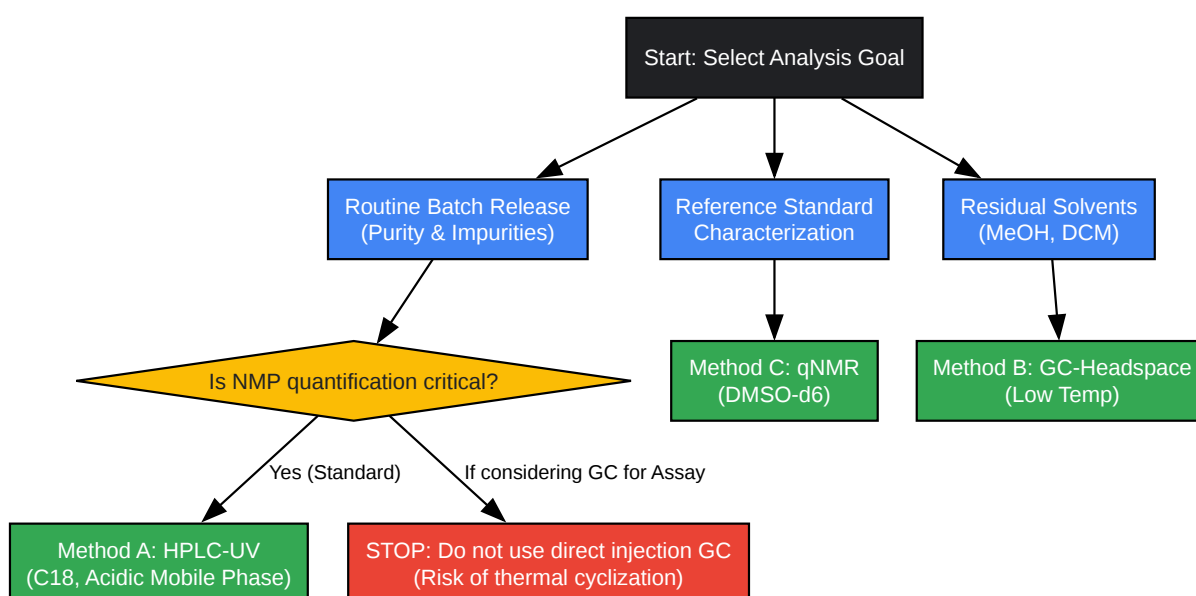 Start: Select Analysis Goal
Routine Batch Release
(Purity & Impurities)
Reference Standard
Characterization
Residual Solvents
(MeOH, DCM)
Is NMP quantification critical?
Method C: qNMR
(DMSO-d6)
Method B: GC-Headspace
(Low Temp)
Yes (Standard)
If considering GC for Assay
Method A: HPLC-UV
(C18, Acidic Mobile Phase)
STOP: Do not use direct injection GC
(Risk of thermal cyclization)